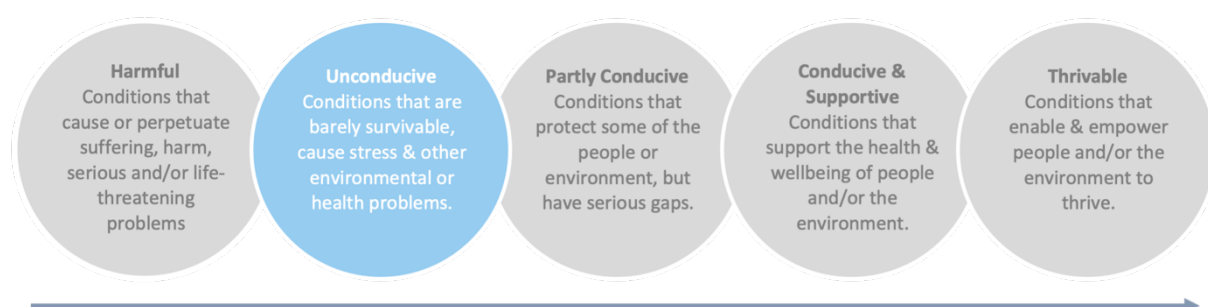 Harmful
Conditions that
cause or perpetuate
suffering, harm,
serious and/or life-
threatening
problems
Unconducive
Conditions that are
barely survivable,
cause stress & other
environmental or
health problems.
Partly Conducive
Conditions that
protect some of the
people or
environment, but
have serious gaps.
Conducive &
Supportive
Conditions that
support the health &
wellbeing of people
and/or the
environment.
Thrivable
Conditions that
enable & empower
people and/or the
environment to
thrive.